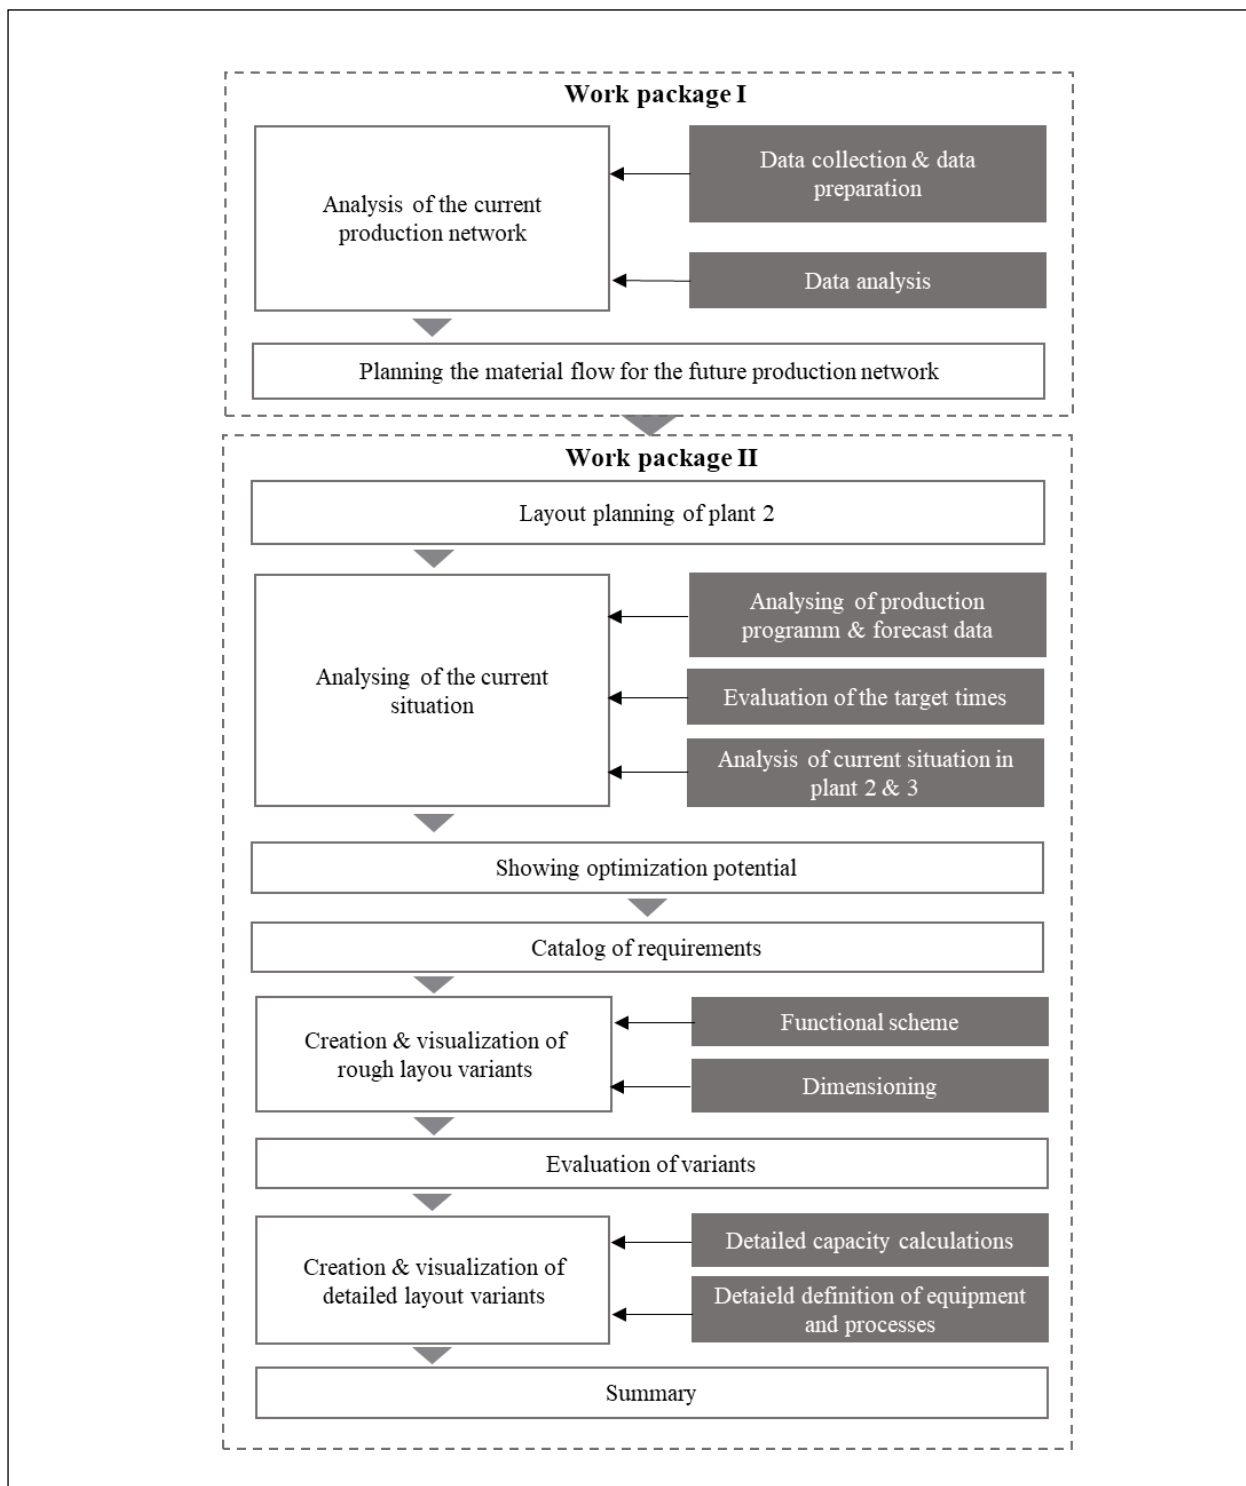 Work package I
Analysis of the current
production network
Data collection & data
preparation
Data analysis
Planning the material flow for the future production network
Work package II
Layout planning of plant 2
Analysing of the current
situation
Analysing of production
programm & forecast data
Evaluation of the target times
Analysis of current situation in
plant 2 & 3
Showing optimization potential
Catalog of requirements
Creation & visualization of
rough layou variants
Functional scheme
Dimensioning
Evaluation of variants
Creation & visualization of
detailed layout variants
Detailed capacity calculations
Detaield definition of equipment
and processes
Summary